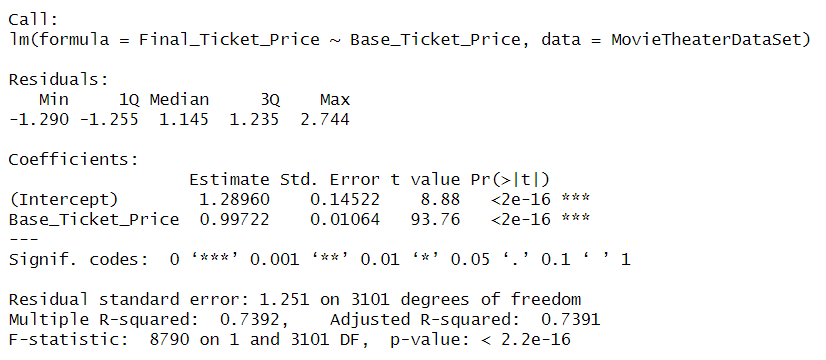 Call:
lm(formula = Final_Ticket_Price ~ Base_Ticket_Price, data = MovieTheaterDataSet)
Residuals:
Min 1Q Median 3Q Max
-1.290 -1.255 1.145 1.235 2.744
Coefficients:
Estimate Std. Error t value Pr(>|t|)
(Intercept) 1.28960 0.14522 8.88 <2e-16 ***
Base_Ticket_Price 0.99722 0.01064 93.76 <2e-16 ***
---
Signif. codes: 0 ‘***’ 0.001 ‘**’ 0.01 ‘*’ 0.05 ‘.’ 0.1 ‘ ’ 1
Residual standard error: 1.251 on 3101 degrees of freedom
Multiple R-squared: 0.7392, Adjusted R-squared: 0.7391
F-statistic: 8790 on 1 and 3101 DF, p-value: < 2.2e-16